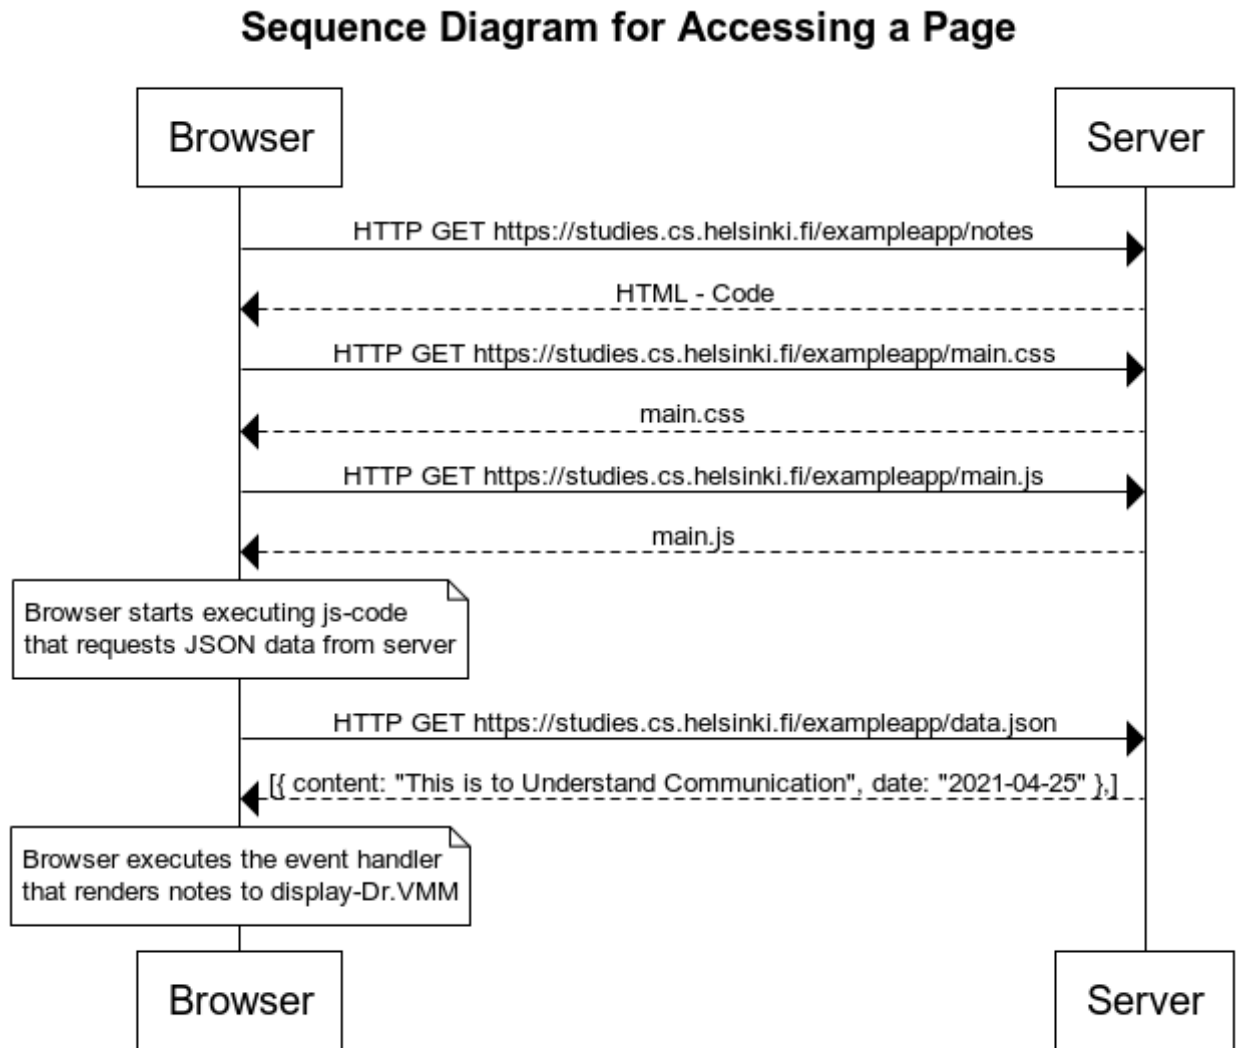 Sequence Diagram for Accessing a Page
Browser
Server
HTTP GET https://studies.cs.helsinki.fi/exampleapp/notes
HTML - Code
HTTP GET https://studies.cs.helsinki.fi/exampleapp/main.css
main.css
HTTP GET https://studies.cs.helsinki.fi/exampleapp/main.js
main.js
Browser starts executing js-code
that requests JSON data from server
HTTP GET https://studies.cs.helsinki.fi/exampleapp/data.json
[{ content: "This is to Understand Communication", date: "2021-04-25" },]
Browser executes the event handler
that renders notes to display-Dr.VMM
Browser
Server